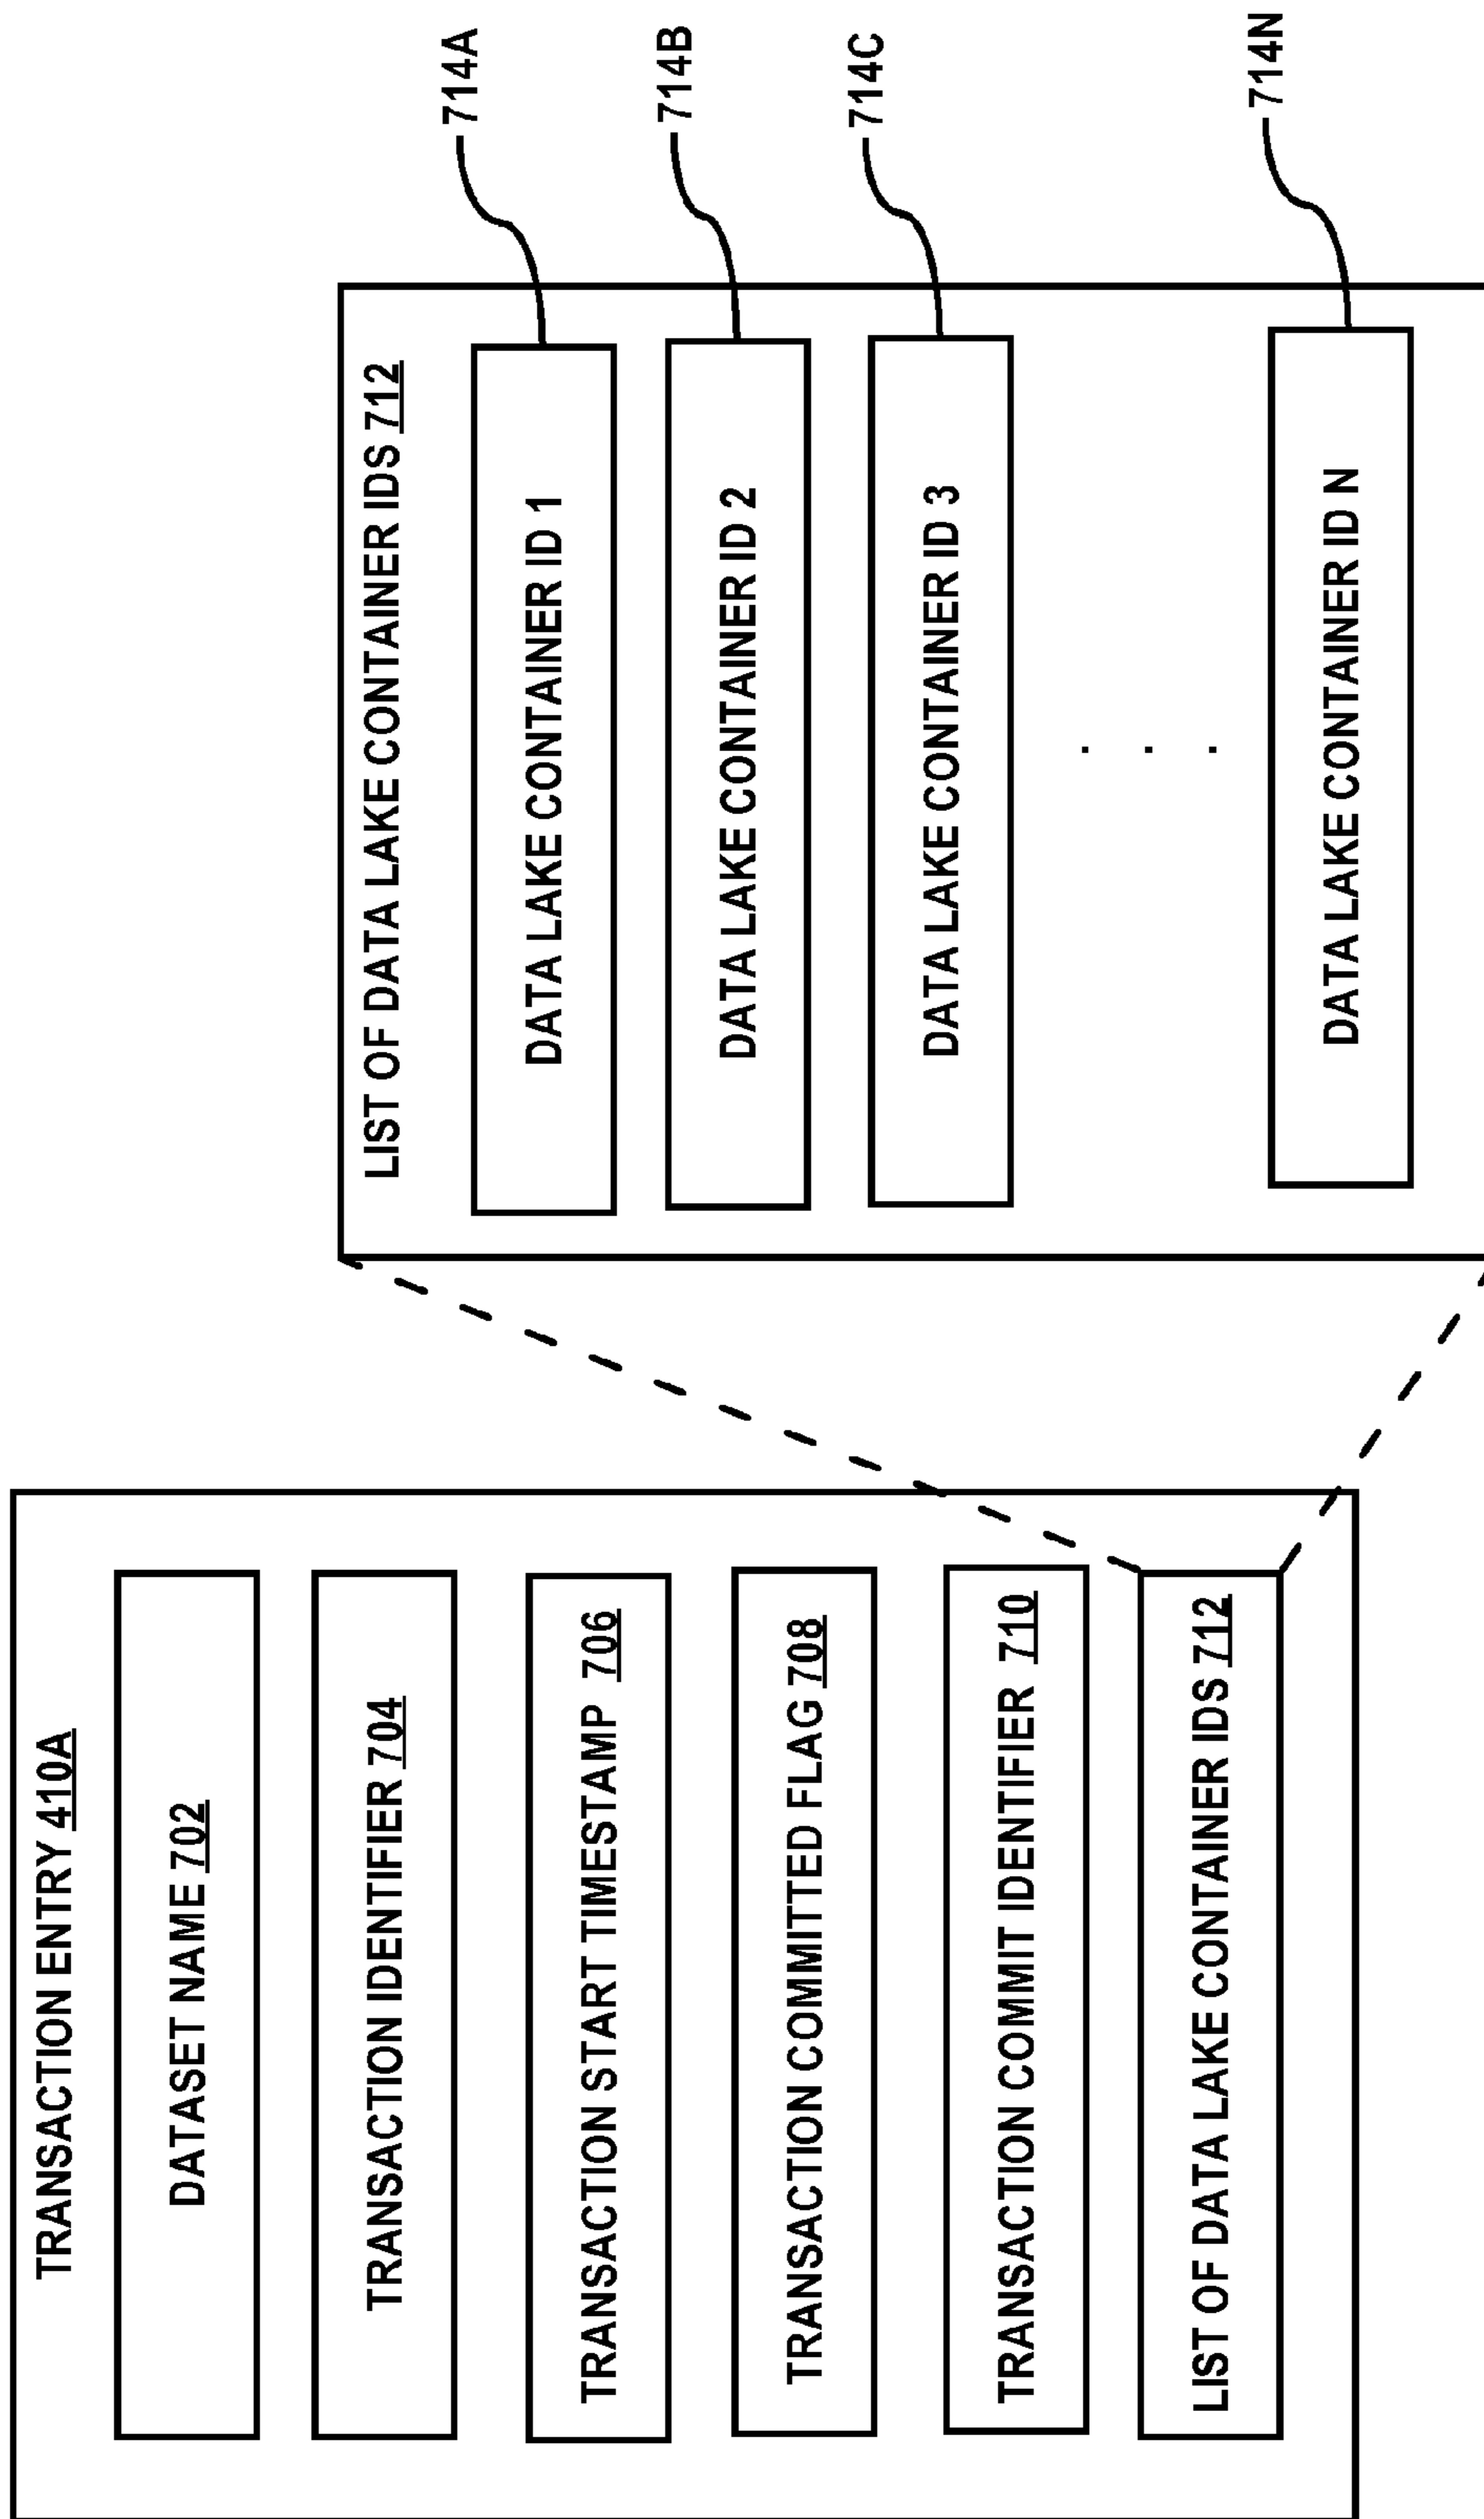 TRANSACTION ENTRY 410A
DATASET NAME 702
TRANSACTION IDENTIFIER 704
TRANSACTION START TIMESTAMP 706
TRANSACTION COMMITTED FLAG 708
TRANSACTION COMMIT IDENTIFIER 710
LIST OF DATA LAKE CONTAINER IDS 712
LIST OF DATA LAKE CONTAINER IDS 712
DATA LAKE CONTAINER ID 1
714A
DATA LAKE CONTAINER ID 2
714B
DATA LAKE CONTAINER ID 3
714C
. . .
DATA LAKE CONTAINER ID N
714N